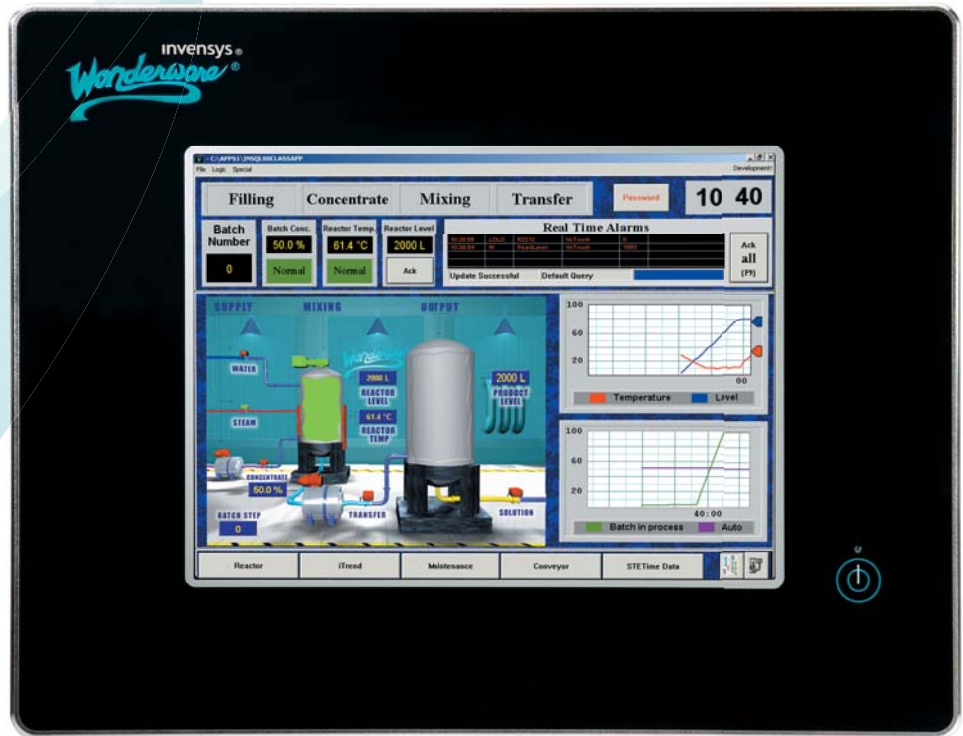 invensys®
Wonderware®
- C:\APPS1\INSQL80CLASSAPP
File Logic Special
Development!
Filling Concentrate Mixing Transfer Password 10 40
Batch Number Batch Conc. Reactor Temp. Reactor Level Real Time Alarms
50.0 % 61.4 °C 2000 L
0 Normal Normal Ack
Update Successful Default Query
Ack all (F9)
SUPPLY MIXING OUTPUT
Wonderware
WATER
2000 L
REACTOR LEVEL
61.4 °C
REACTOR TEMP
2000 L
PRODUCT LEVEL
STEAM
CONCENTRATE
50.0 %
BATCH STEP
0
TRANSFER
SOLUTION
100
60
20
00
Temperature Level
100
60
20
40:00
Batch in process Auto
Reactor iTrend Maintenance Conveyor STETime Data